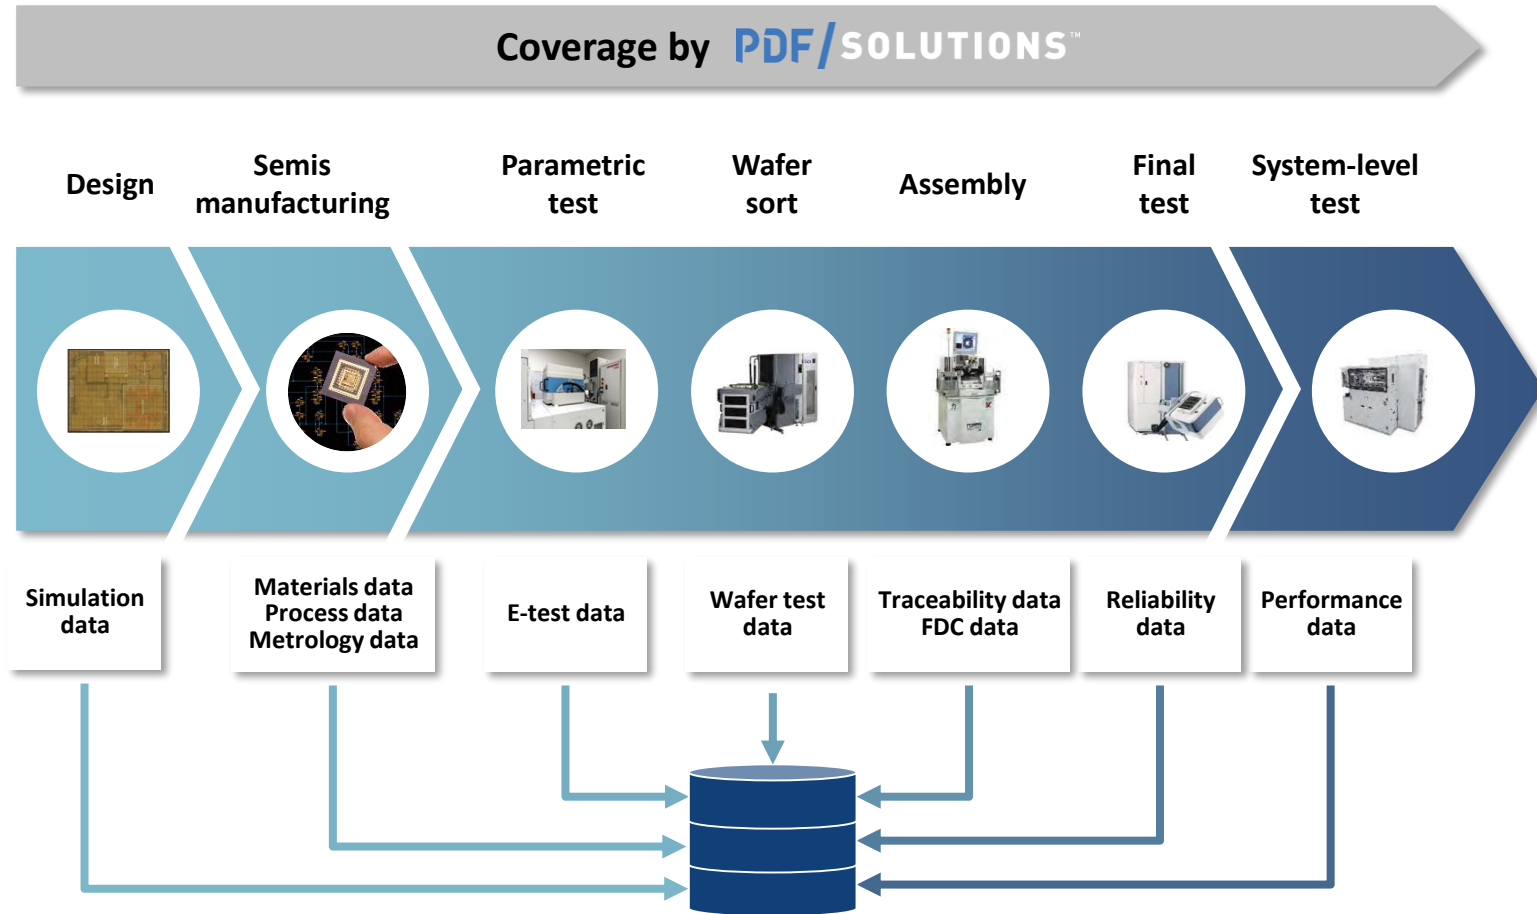 Coverage by PDF/SOLUTIONS™
Design
Semis
manufacturing
Parametric
test
Wafer
sort
Assembly
Final
test
System-level
test
Simulation
data
Materials data
Process data
Metrology data
E-test data
Wafer test
data
Traceability data
FDC data
Reliability
data
Performance
data